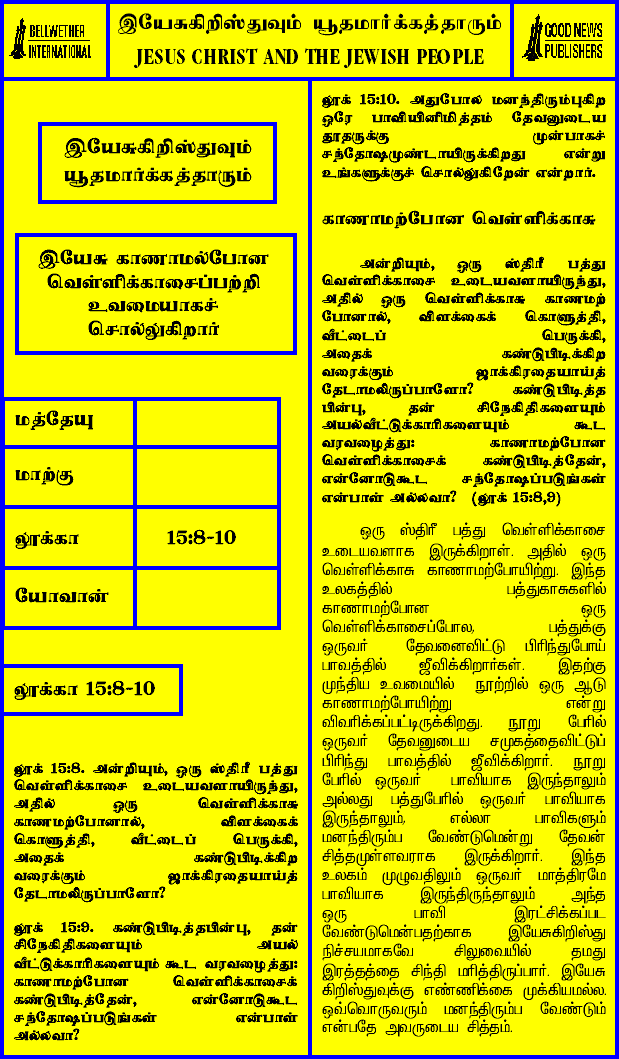 BELLWETHER
INTERNATIONAL
இயேசுகிறிஸ்துவும் யூதமார்க்கத்தாரும்
JESUS CHRIST AND THE JEWISH PEOPLE
GOOD NEWS
PUBLISHERS
இயேசுகிறிஸ்துவும்
யூதமார்க்கத்தாரும்
இயேசு காணாமல்போன
வெள்ளிக்காசைப்பற்றி
உவமையாகச்
சொல்லுகிறார்
மத்தேயு
மாற்கு
லூக்கா 15:8-10
யோவான்
லூக்கா 15:8-10
லூக் 15:8. அன்றியும், ஒரு ஸ்திரீ பத்து
வெள்ளிக்காசை உடையவளாயிருந்து,
அதில் ஒரு வெள்ளிக்காசு
காணாமற்போனால், விளக்கைக்
கொளுத்தி, வீட்டைப் பெருக்கி,
அதைக் கண்டுபிடிக்கிற
வரைக்கும் ஜாக்கிரதையாய்த்
தேடாமலிருப்பாளோ?
லூக் 15:9. கண்டுபிடித்தபின்பு, தன்
சிநேகிதிகளையும் அயல்
வீட்டுக்காரிகளையும் கூட வரவழைத்து:
காணாமற்போன வெள்ளிக்காசைக்
கண்டுபிடித்தேன், என்னோடுகூட
சந்தோஷப்படுங்கள் என்பாள்
அல்லவா?
லூக் 15:10. அதுபோல மனந்திரும்புகிற
ஒரே பாவியினிமித்தம் தேவனுடைய
தூதருக்கு முன்பாகச்
சந்தோஷமுண்டாயிருக்கிறது என்று
உங்களுக்குச் சொல்லுகிறேன் என்றார்.
காணாமற்போன வெள்ளிக்காசு
அன்றியும், ஒரு ஸ்திரீ பத்து
வெள்ளிக்காசை உடையவளாயிருந்து,
அதில் ஒரு வெள்ளிக்காசு காணமற்
போனால், விளக்கைக் கொளுத்தி,
வீட்டைப் பெருக்கி,
அதைக் கண்டுபிடிக்கிற
வரைக்கும் ஜாக்கிரதையாய்த்
தேடாமலிருப்பாளோ? கண்டுபிடித்த
பின்பு, தன் சிநேகிதிகளையும்
அயல்வீட்டுக்காரிகளையும் கூட
வரவழைத்து: காணாமற்போன
வெள்ளிக்காசைக் கண்டுபிடித்தேன்,
என்னோடுகூட சந்தோஷப்படுங்கள்
என்பாள் அல்லவா? (லூக் 15:8,9)
ஒரு ஸ்திரீ பத்து வெள்ளிக்காசை
உடையவளாக இருக்கிறாள். அதில் ஒரு
வெள்ளிக்காசு காணாமற்போயிற்று. இந்த
உலகத்தில் பத்துகாசுகளில்
காணாமற்போன ஒரு
வெள்ளிக்காசைப்போல, பத்துக்கு
ஒருவர் தேவனைவிட்டு பிரிந்துபோய்
பாவத்தில் ஜீவிக்கிறார்கள். இதற்கு
முந்திய உவமையில் நூற்றில் ஒரு ஆடு
காணாமற்போயிற்று என்று
விவரிக்கப்பட்டிருக்கிறது. நூறு பேரில்
ஒருவர் தேவனுடைய சமுகத்தைவிட்டுப்
பிரிந்து பாவத்தில் ஜீவிக்கிறார். நூறு
பேரில் ஒருவர் பாவியாக இருந்தாலும்
அல்லது பத்துபேரில் ஒருவர் பாவியாக
இருந்தாலும், எல்லா பாவிகளும்
மனந்திரும்ப வேண்டுமென்று தேவன்
சித்தமுள்ளவராக இருக்கிறார். இந்த
உலகம் முழுவதிலும் ஒருவர் மாத்திரமே
பாவியாக இருந்திருந்தாலும் அந்த
ஒரு பாவி இரட்சிக்கப்பட
வேண்டுமென்பதற்காக இயேசுகிறிஸ்து
நிச்சயமாகவே சிலுவையில் தமது
இரத்தத்தை சிந்தி மரித்திருப்பார். இயேசு
கிறிஸ்துவுக்கு எண்ணிக்கை முக்கியமல்ல.
ஒவ்வொருவரும் மனந்திரும்ப வேண்டும்
என்பதே அவருடைய சித்தம்.